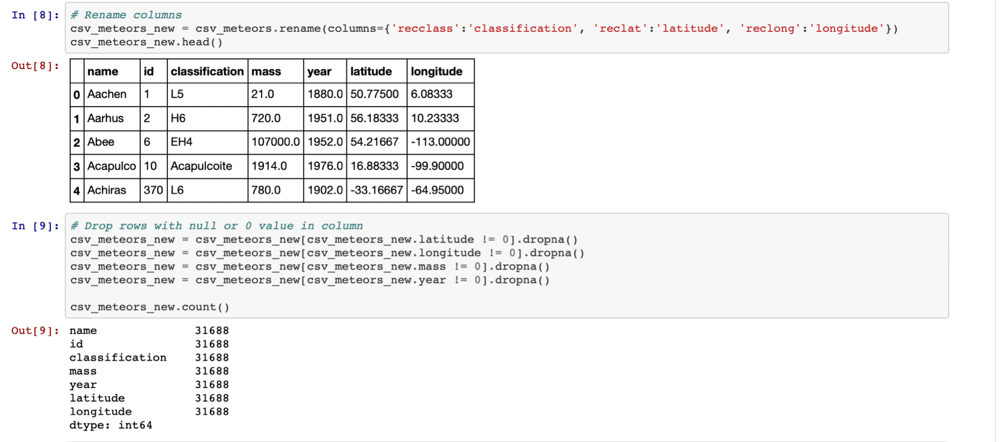 In [8]:
# Rename columns
csv_meteors_new = csv_meteors.rename(columns={'recclass':'classification', 'reclat':'latitude', 'reclong':'longitude'})
csv_meteors_new.head()
Out[8]:
name id classification mass year latitude longitude
0 Aachen 1 L5 21.0 1880.0 50.77500 6.08333
1 Aarhus 2 H6 720.0 1951.0 56.18333 10.23333
2 Abee 6 EH4 107000.0 1952.0 54.21667 -113.00000
3 Acapulco 10 Acapulcoite 1914.0 1976.0 16.88333 -99.90000
4 Achiras 370 L6 780.0 1902.0 -33.16667 -64.95000
In [9]:
# Drop rows with null or 0 value in column
csv_meteors_new = csv_meteors_new[csv_meteors_new.latitude != 0].dropna()
csv_meteors_new = csv_meteors_new[csv_meteors_new.longitude != 0].dropna()
csv_meteors_new = csv_meteors_new[csv_meteors_new.mass != 0].dropna()
csv_meteors_new = csv_meteors_new[csv_meteors_new.year != 0].dropna()
csv_meteors_new.count()
Out[9]:
name 31688
id 31688
classification 31688
mass 31688
year 31688
latitude 31688
longitude 31688
dtype: int64